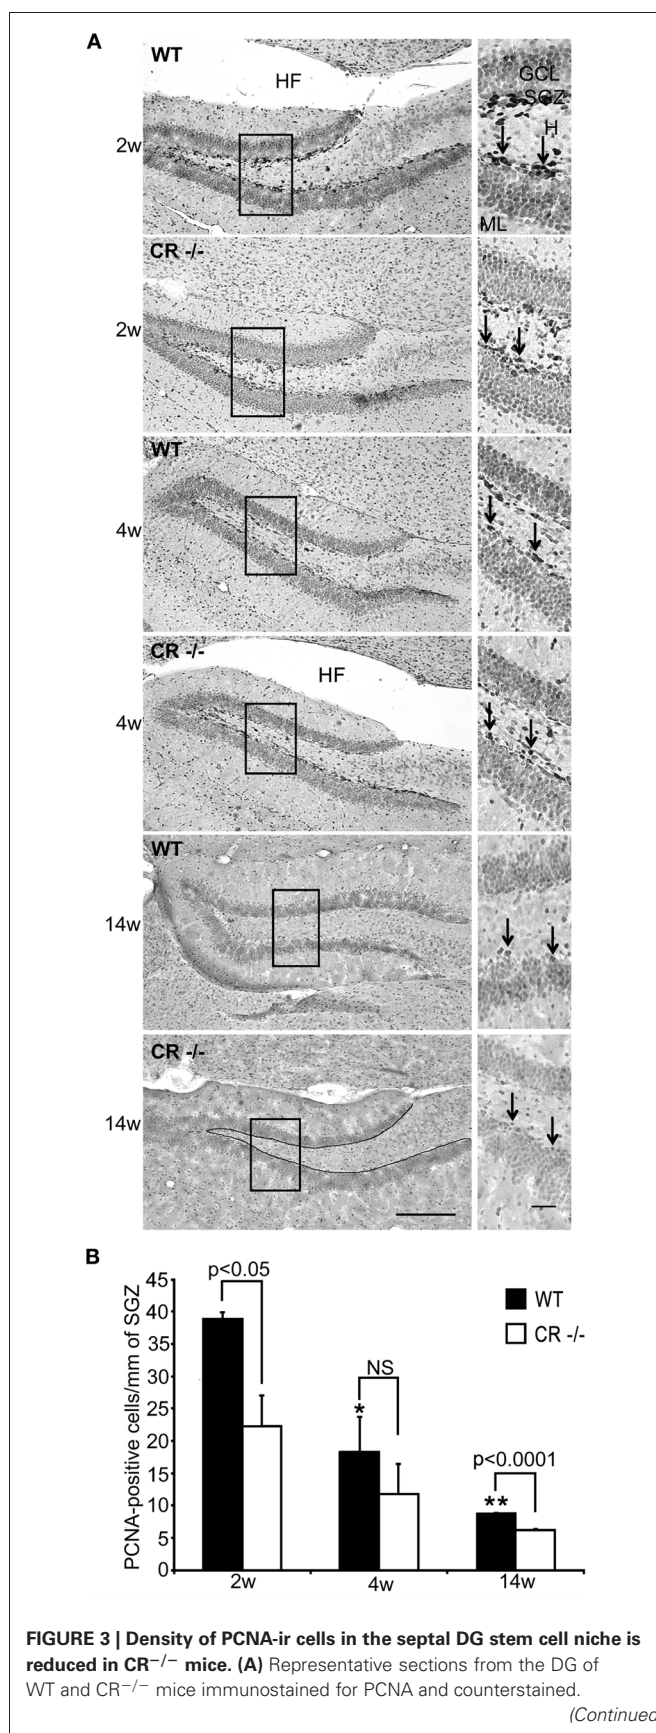 A
WT
HF
2w
GCL
SGZ
H
ML
CR -/-
2w
WT
4w
CR -/-
HF
4w
WT
14w
CR -/-
14w
B
PCNA-positive cells/mm of SGZ
45
40
35
30
25
20
15
10
5
0
p<0.05
NS
*
p<0.0001
**
WT
CR -/-
2w
4w
14w
FIGURE 3 | Density of PCNA-ir cells in the septal DG stem cell niche is
reduced in CR−/− mice. (A) Representative sections from the DG of
WT and CR−/− mice immunostained for PCNA and counterstained.
(Continued